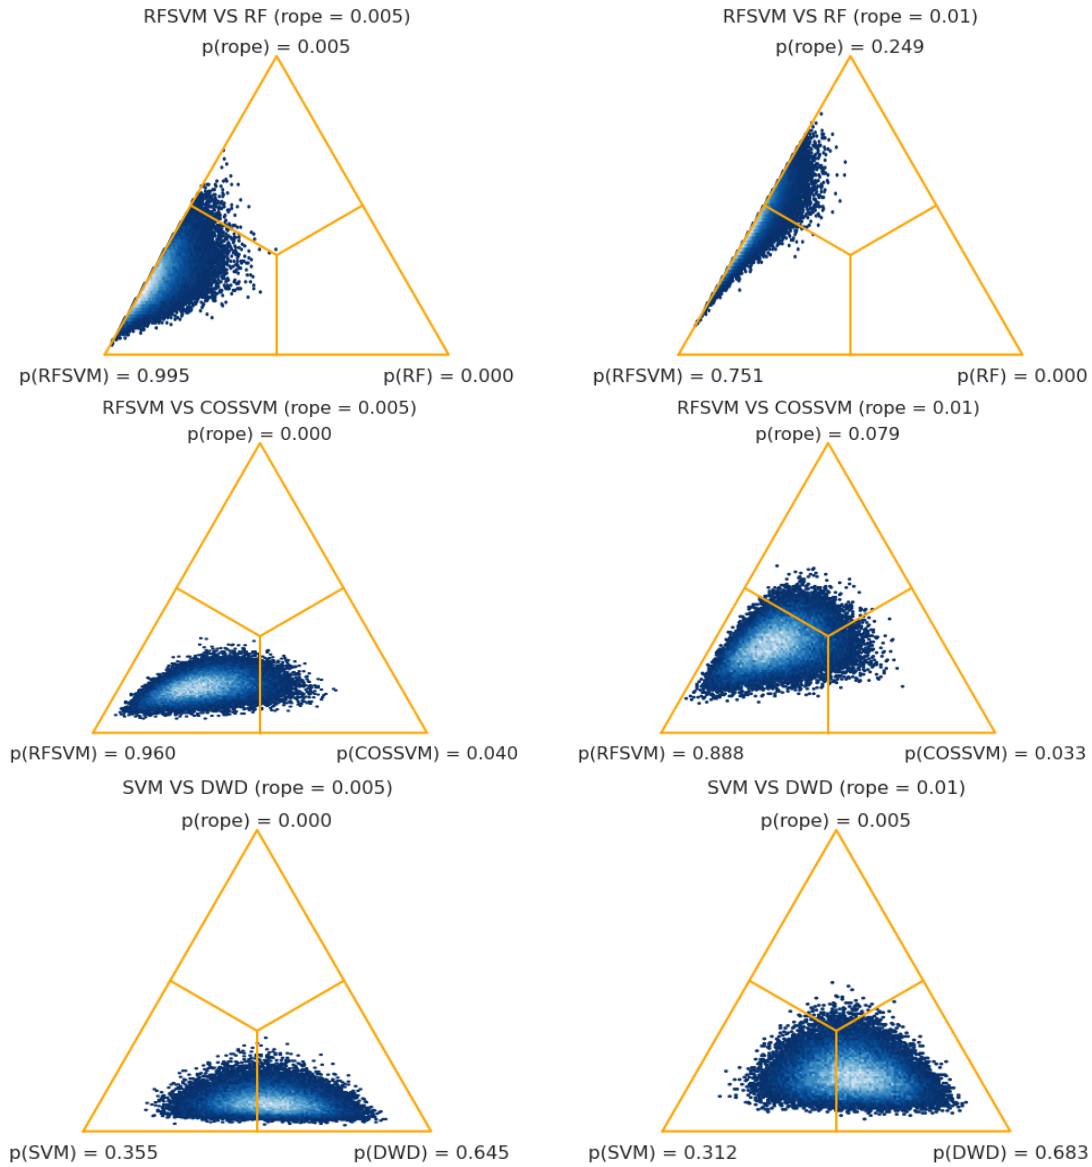 RFSVM VS RF (rope = 0.005)
p(rope) = 0.005
p(RFSVM) = 0.995
p(RF) = 0.000
RFSVM VS RF (rope = 0.01)
p(rope) = 0.249
p(RFSVM) = 0.751
p(RF) = 0.000
RFSVM VS COSSVM (rope = 0.005)
p(rope) = 0.000
p(RFSVM) = 0.960
p(COSSVM) = 0.040
RFSVM VS COSSVM (rope = 0.01)
p(rope) = 0.079
p(RFSVM) = 0.888
p(COSSVM) = 0.033
SVM VS DWD (rope = 0.005)
p(rope) = 0.000
p(SVM) = 0.355
p(DWD) = 0.645
SVM VS DWD (rope = 0.01)
p(rope) = 0.005
p(SVM) = 0.312
p(DWD) = 0.683